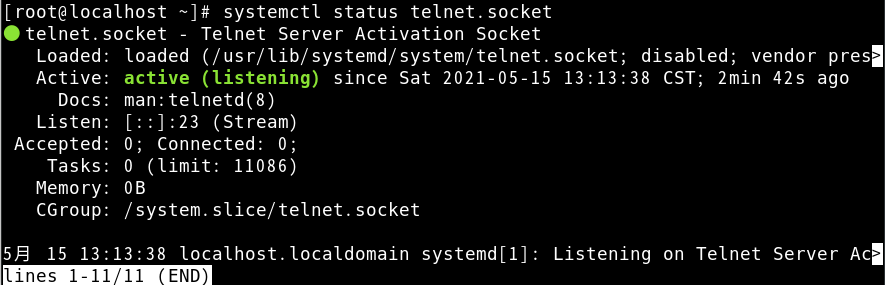 [root@localhost ~]# systemctl status telnet.socket
● telnet.socket - Telnet Server Activation Socket
   Loaded: loaded (/usr/lib/systemd/system/telnet.socket; disabled; vendor pres>
   Active: active (listening) since Sat 2021-05-15 13:13:38 CST; 2min 42s ago
     Docs: man:telnetd(8)
   Listen: [::]:23 (Stream)
 Accepted: 0; Connected: 0;
    Tasks: 0 (limit: 11086)
   Memory: 0B
   CGroup: /system.slice/telnet.socket
5月 15 13:13:38 localhost.localdomain systemd[1]: Listening on Telnet Server Ac>
lines 1-11/11 (END)